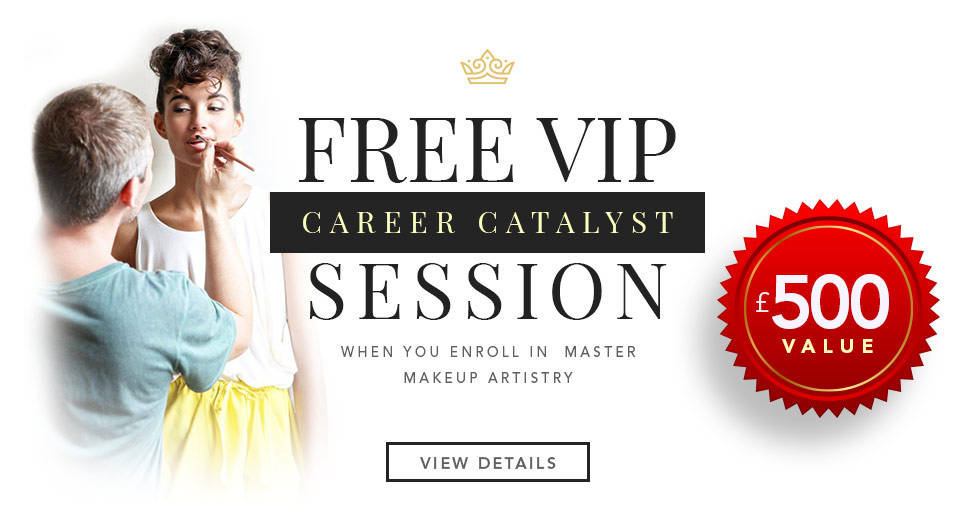 FREE VIP
CAREER CATALYST
SESSION
WHEN YOU ENROLL IN MASTER
MAKEUP ARTISTRY
VIEW DETAILS
£500
VALUE